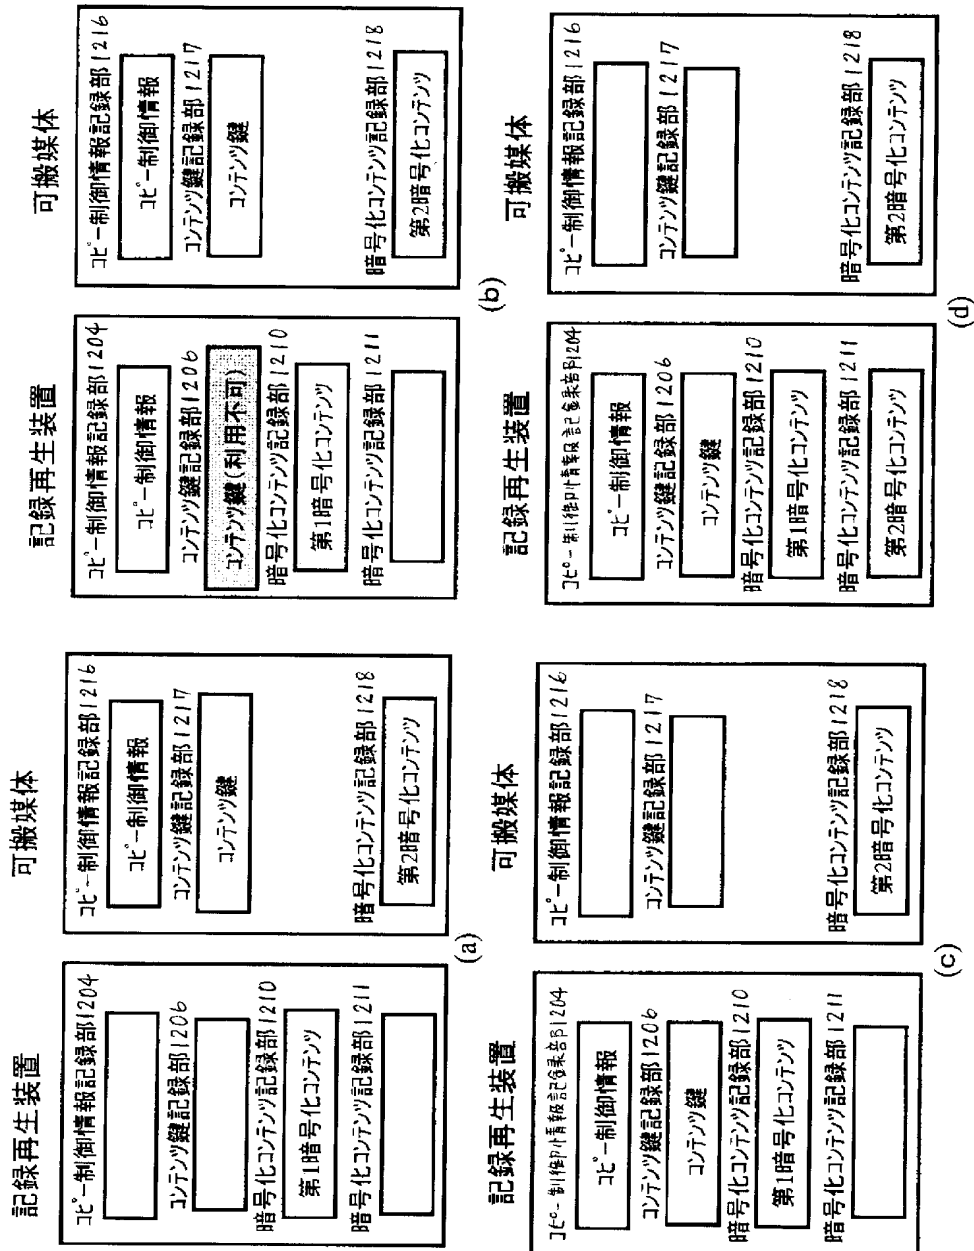 記録再生装置
コピー制御情報記録部1204
コンテンツ鍵記録部1206
暗号化コンテンツ記録部1210
第1暗号化コンテンツ
暗号化コンテンツ記録部1211
可搬媒体
コピー制御情報記録部1216
コピー制御情報
コンテンツ鍵記録部1217
コンテンツ鍵
暗号化コンテンツ記録部1218
第2暗号化コンテンツ
(a)
記録再生装置
コピー制御情報記録部1204
コピー制御情報
コンテンツ鍵記録部1206
コンテンツ鍵(利用不可)
暗号化コンテンツ記録部1210
第1暗号化コンテンツ
暗号化コンテンツ記録部1211
可搬媒体
コピー制御情報記録部1216
コピー制御情報
コンテンツ鍵記録部1217
コンテンツ鍵
暗号化コンテンツ記録部1218
第2暗号化コンテンツ
(b)
記録再生装置
コピー制御情報記録部1204
コピー制御情報
コンテンツ鍵記録部1206
コンテンツ鍵
暗号化コンテンツ記録部1210
第1暗号化コンテンツ
暗号化コンテンツ記録部1211
可搬媒体
コピー制御情報記録部1216
コンテンツ鍵記録部1217
暗号化コンテンツ記録部1218
第2暗号化コンテンツ
(c)
記録再生装置
コピー制御情報記録部1204
コピー制御情報
コンテンツ鍵記録部1206
コンテンツ鍵
暗号化コンテンツ記録部1210
第1暗号化コンテンツ
暗号化コンテンツ記録部1211
第2暗号化コンテンツ
可搬媒体
コピー制御情報記録部1216
コンテンツ鍵記録部1217
暗号化コンテンツ記録部1218
第2暗号化コンテンツ
(d)